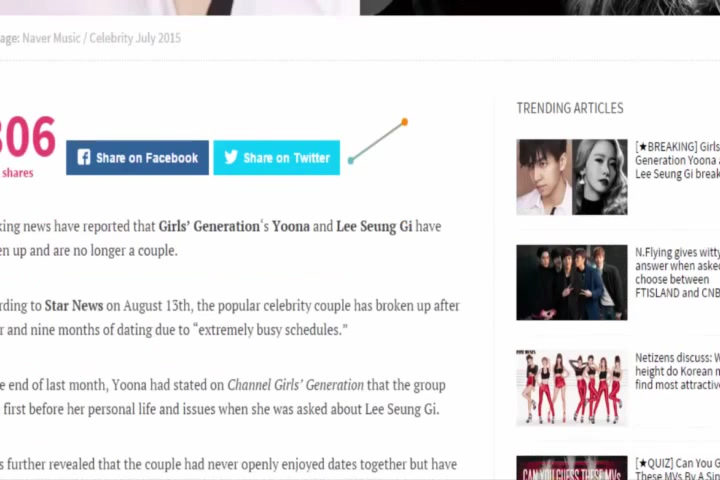 age: Naver Music / Celebrity July 2015
306
shares
Share on Facebook
Share on Twitter
king news have reported that Girls' Generation's Yoona and Lee Seung Gi have
en up and are no longer a couple.
rding to Star News on August 13th, the popular celebrity couple has broken up after
r and nine months of dating due to “extremely busy schedules.”
e end of last month, Yoona had stated on Channel Girls' Generation that the group
first before her personal life and issues when she was asked about Lee Seung Gi.
s further revealed that the couple had never openly enjoyed dates together but have
TRENDING ARTICLES
[★BREAKING] Girls
Generation Yoona a
Lee Seung Gi break
N.Flying gives witty
answer when asked
choose between
FTISLAND and CNB
Netizens discuss: W
height do Korean m
find most attractive
[★QUIZ] Can You G
These MVs By A Sin
CAN YOU GUESS THESE MVs